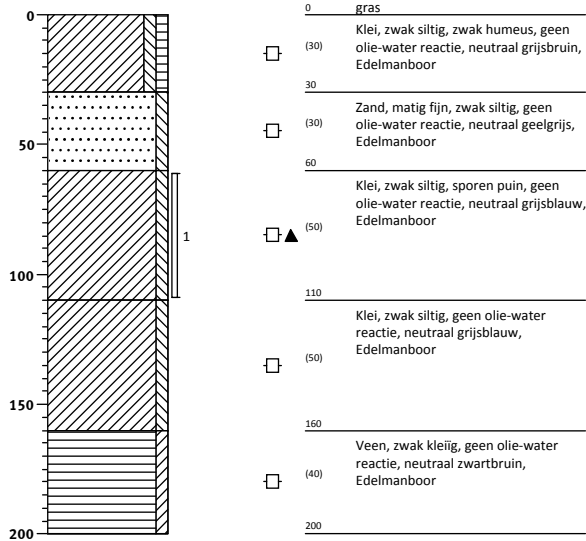 0
0
gras
(30)
Klei, zwak siltig, zwak humeus, geen
olie-water reactie, neutraal grijsbruin,
Edelmanboor
30
(30)
Zand, matig fijn, zwak siltig, geen
olie-water reactie, neutraal geelgrijs,
Edelmanboor
50
60
1
(50)
Klei, zwak siltig, sporen puin, geen
olie-water reactie, neutraal grijsblauw,
Edelmanboor
100
110
(50)
Klei, zwak siltig, geen olie-water
reactie, neutraal grijsblauw,
Edelmanboor
150
160
(40)
Veen, zwak kleiïg, geen olie-water
reactie, neutraal zwartbruin,
Edelmanboor
200
200